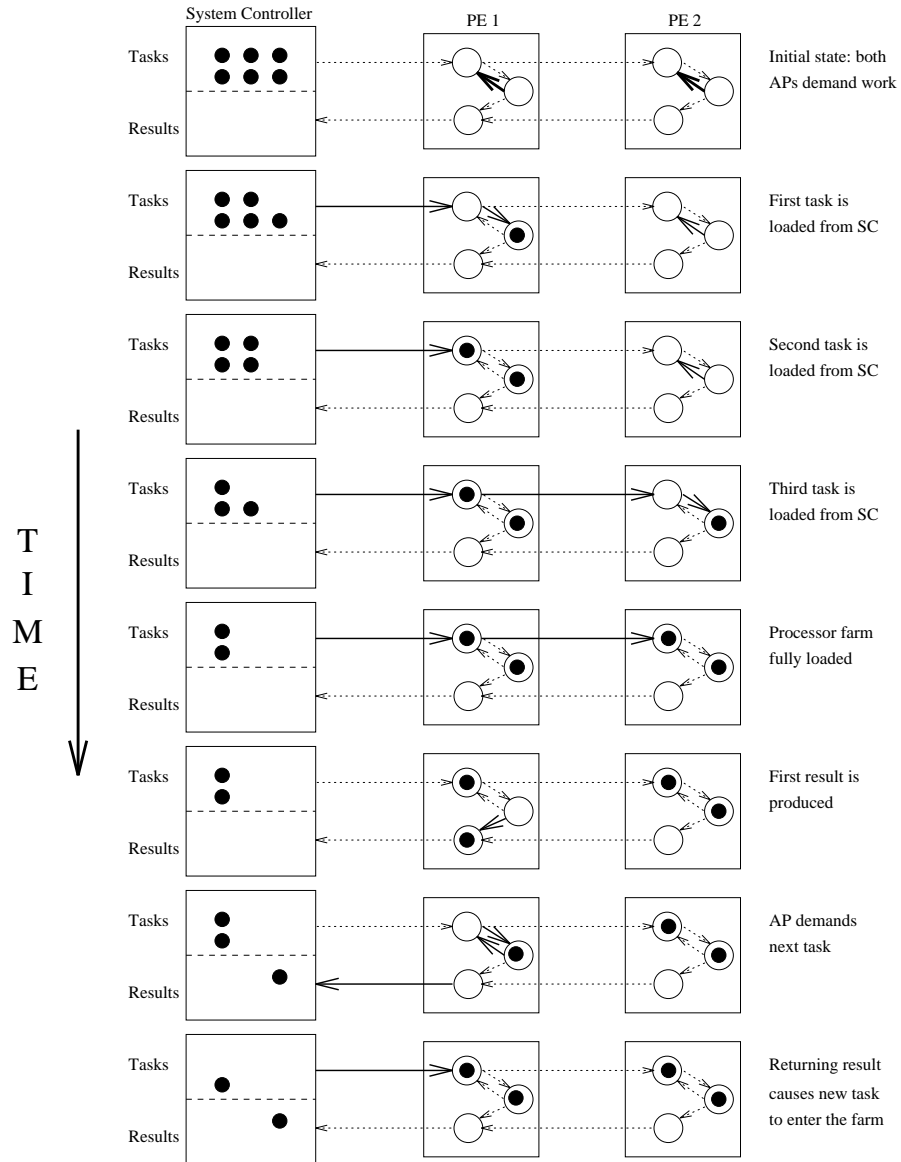 System Controller
PE 1
PE 2
Tasks
Results
Initial state: both
APs demand work
Tasks
Results
First task is
loaded from SC
Tasks
Results
Second task is
loaded from SC
Tasks
Results
Third task is
loaded from SC
Tasks
Results
Processor farm
fully loaded
Tasks
Results
First result is
produced
Tasks
Results
AP demands
next task
Tasks
Results
Returning result
causes new task
to enter the farm
T
I
M
E